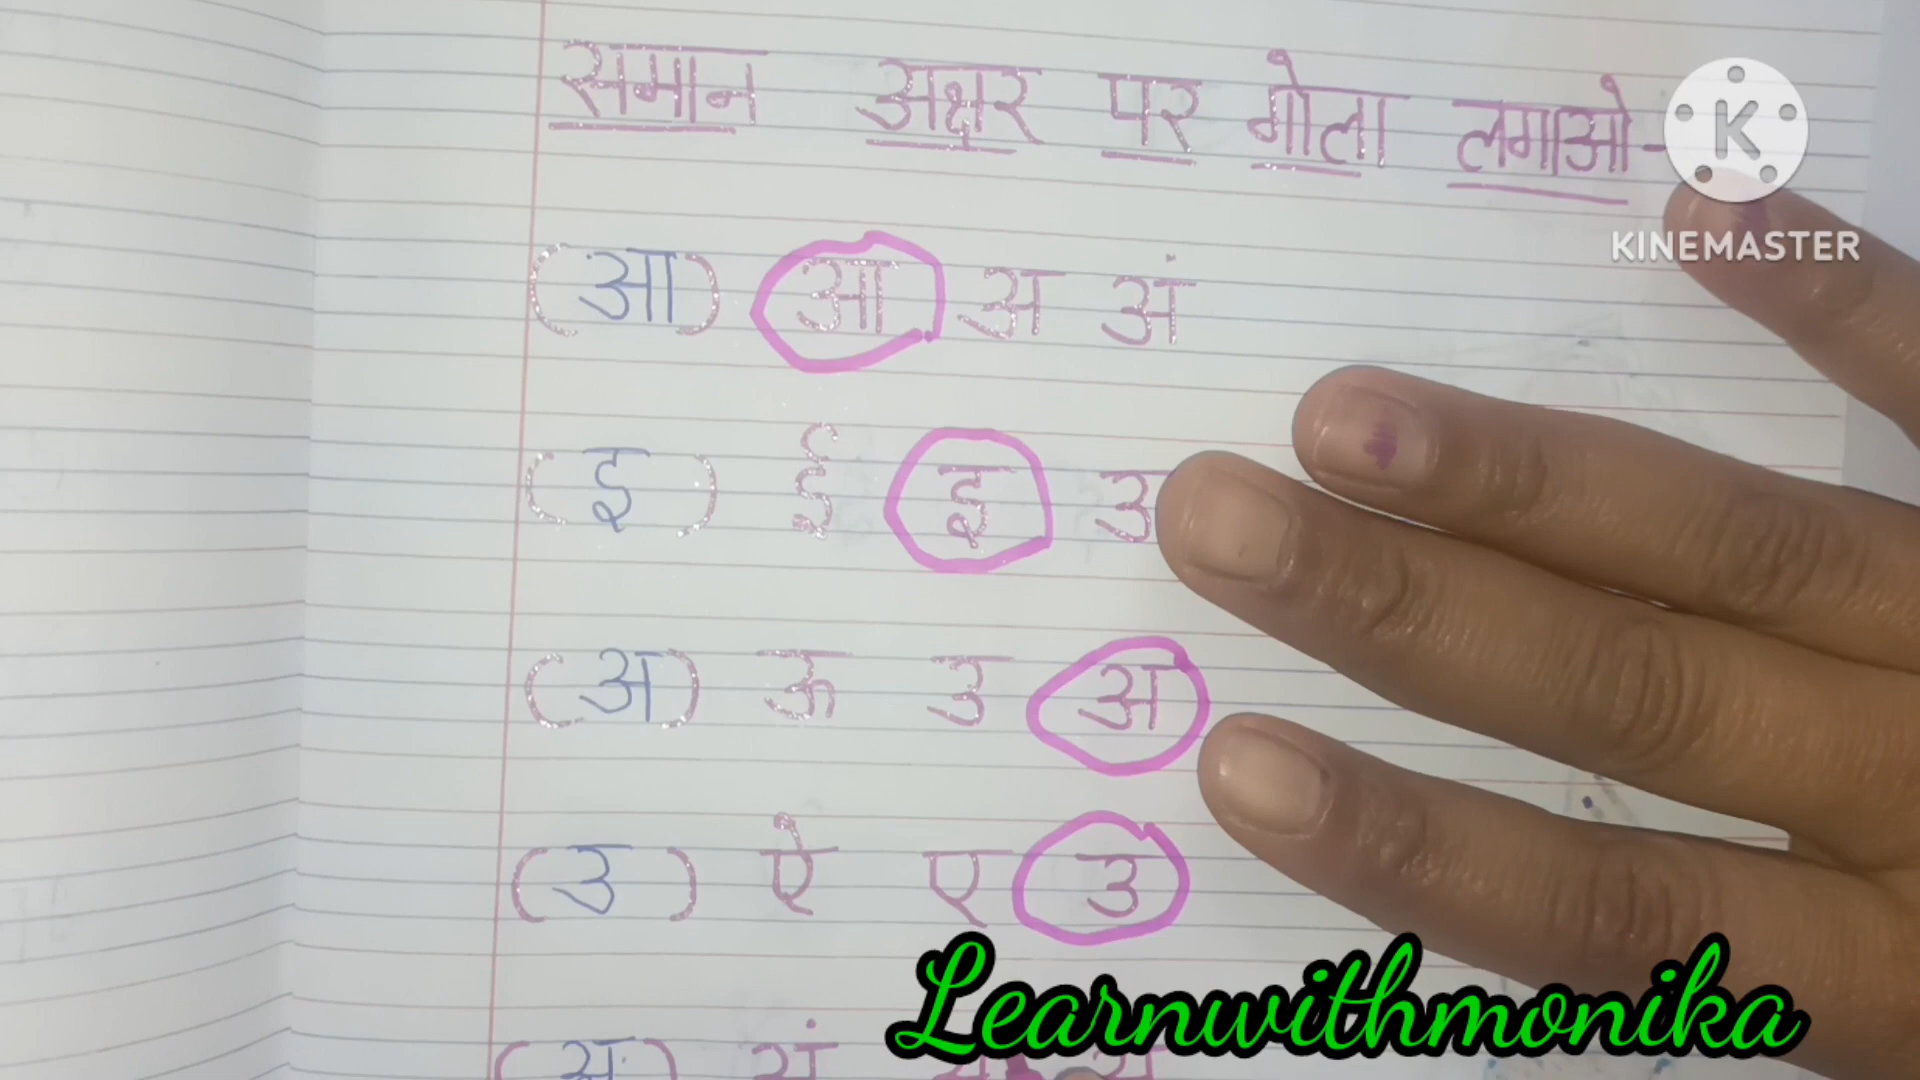 समान अक्षर पर गोला लगाओ-
K
KINEMASTER
(आ) आ अ अं
(इ) ई इ उ
(अ) ऊ उ अ
(उ) ऐ ए उ
Learnwithmonika